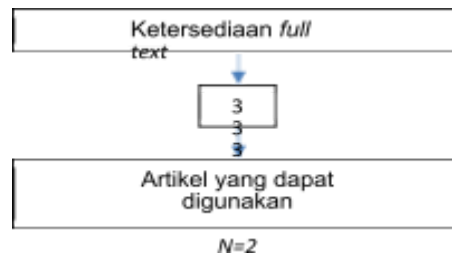 Ketersediaan full
text
3
3
3
Artikel yang dapat
digunakan
N=2